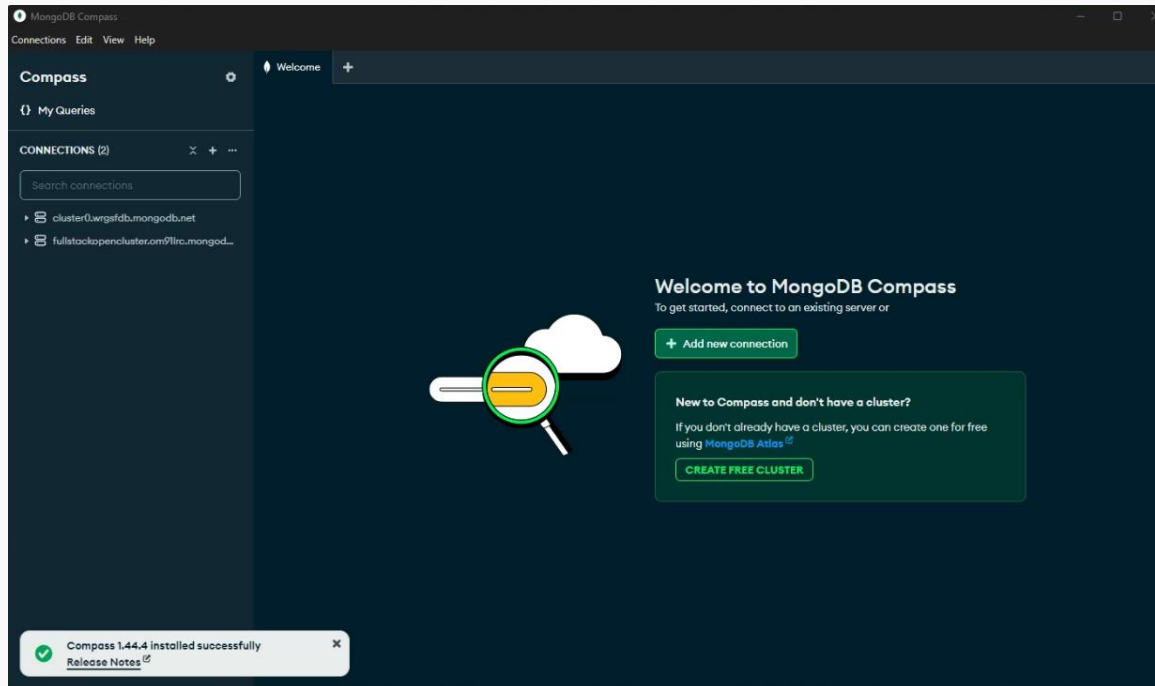 MongoDB Compass
Connections Edit View Help
Compass
Welcome
{} My Queries
CONNECTIONS (2)
Search connections
cluster0.wrgsfdb.mongodb.net
fullstackopencluster.om91lrc.mongod...
Welcome to MongoDB Compass
To get started, connect to an existing server or
+ Add new connection
New to Compass and don't have a cluster?
If you don't already have a cluster, you can create one for free
using MongoDB Atlas
CREATE FREE CLUSTER
Compass 1.44.4 installed successfully
Release Notes